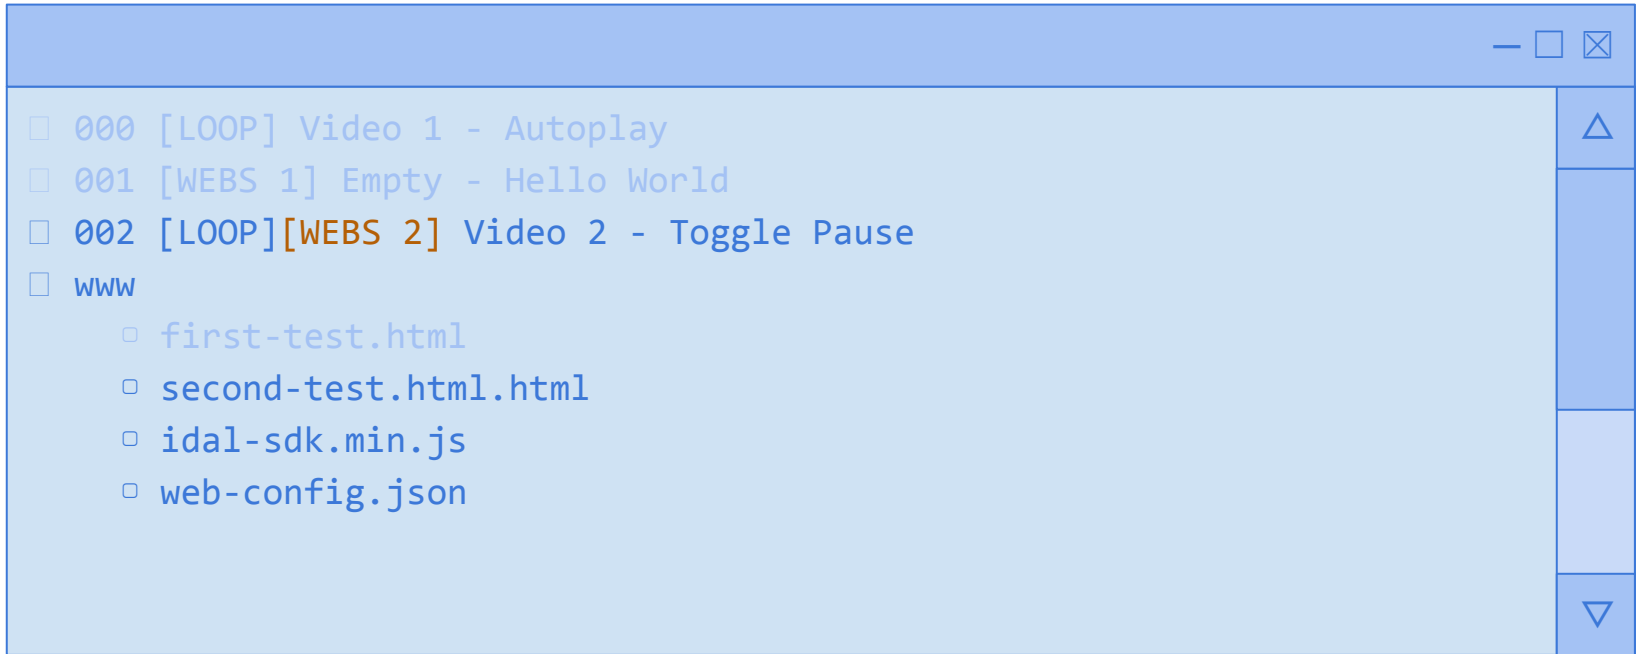 000 [LOOP] Video 1 - Autoplay
001 [WEBS 1] Empty - Hello World
002 [LOOP][WEBS 2] Video 2 - Toggle Pause
www
first-test.html
second-test.html.html
idal-sdk.min.js
web-config.json